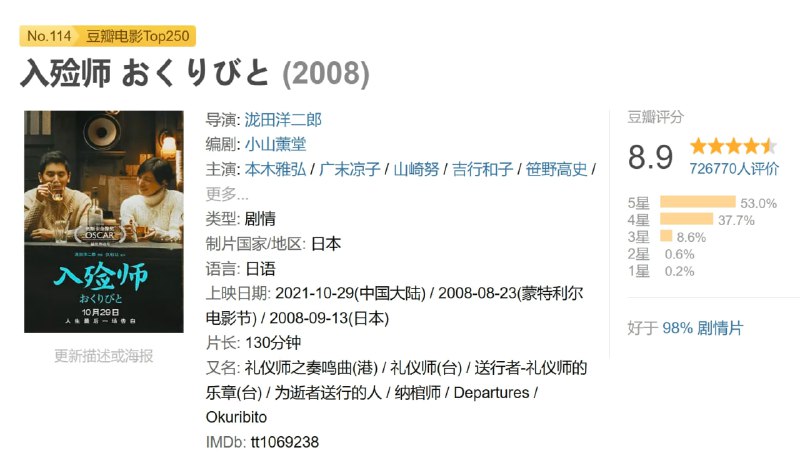 No.114 豆瓣电影Top250
入殓师 おくりびと (2008)
OSCAR
入殓师
おくりびと
10月29日
人生最后一场告白
更新描述或海报
导演: 泷田洋二郎
编剧: 小山薰堂
主演: 本木雅弘 / 广末凉子 / 山崎努 / 吉行和子 / 笹野高史 /
更多...
类型: 剧情
制片国家/地区: 日本
语言: 日语
上映日期: 2021-10-29(中国大陆) / 2008-08-23(蒙特利尔
电影节) / 2008-09-13(日本)
片长: 130分钟
又名: 礼仪师之奏鸣曲(港) / 礼仪师(台) / 送行者-礼仪师的
乐章(台) / 为逝者送行的人 / 纳棺师 / Departures /
Okuribito
IMDb: tt1069238
豆瓣评分
8.9
726770人评价
5星 53.0%
4星 37.7%
3星 8.6%
2星 0.6%
1星 0.2%
好于 98% 剧情片